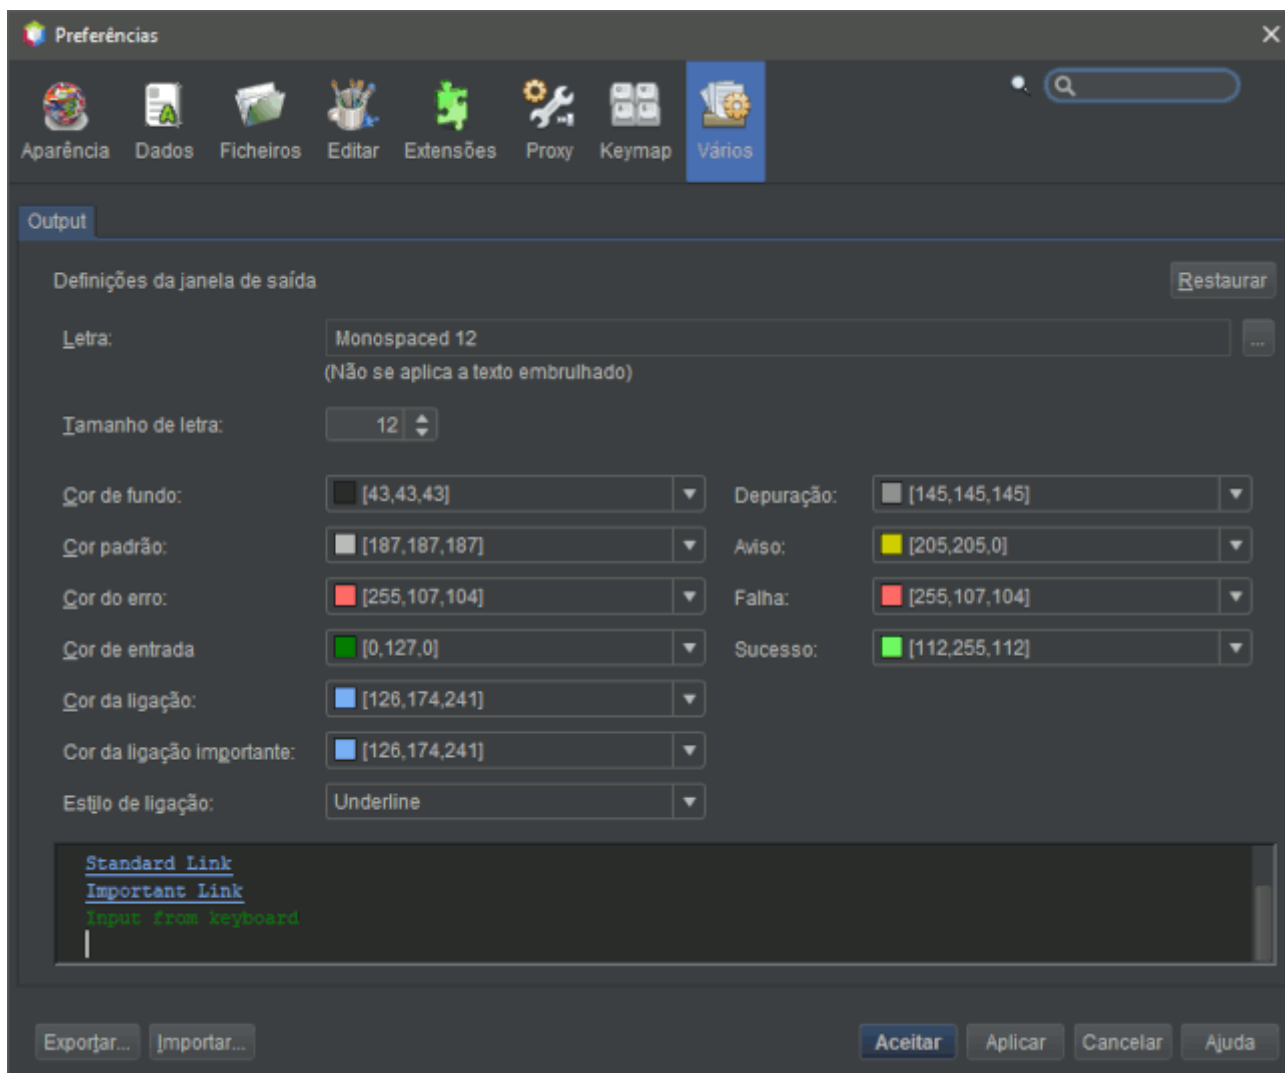 Preferências
Aparência Dados Ficheiros Editar Extensões Proxy Keymap Vários
Output
Definições da janela de saída Restaurar
Letra: Monospaced 12 ...
(Não se aplica a texto embrulhado)
Tamanho de letra: 12
Cor de fundo: [43,43,43] Depuração: [145,145,145]
Cor padrão: [187,187,187] Aviso: [205,205,0]
Cor do erro: [255,107,104] Falha: [255,107,104]
Cor de entrada [0,127,0] Sucesso: [112,255,112]
Cor da ligação: [126,174,241]
Cor da ligação importante: [126,174,241]
Estilo de ligação: Underline
Standard Link
Important Link
Input from keyboard
Exportar... Importar... Aceitar Aplicar Cancelar Ajuda